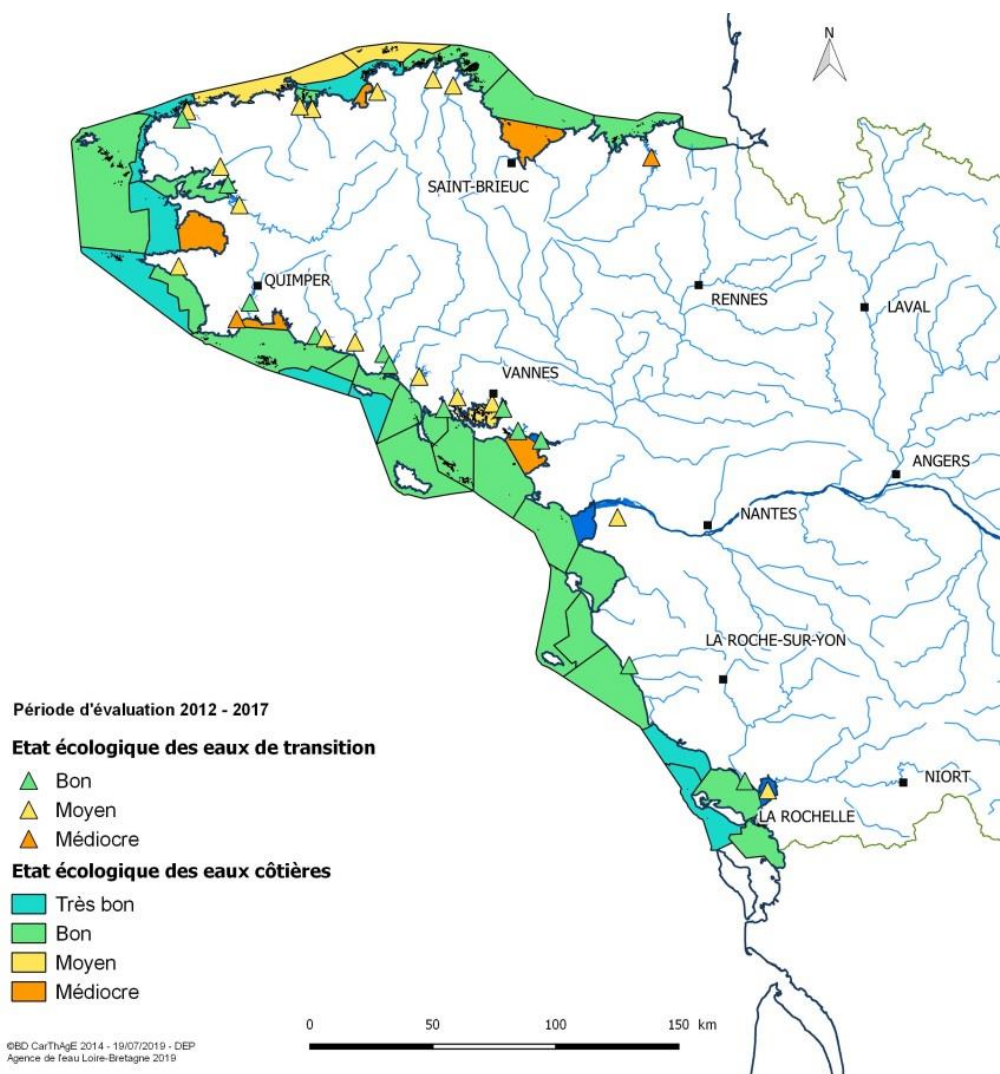 N
SAINT-BRIEUC
QUIMPER
RENNES
LAVAL
VANNES
ANGERS
NANTES
LA ROCHE-SUR-YON
NIORT
LA ROCHELLE
Période d'évaluation 2012 - 2017
Etat écologique des eaux de transition
Bon
Moyen
Médiocre
Etat écologique des eaux côtières
Très bon
Bon
Moyen
Médiocre
0 50 100 150 km
©BD CarThAgE 2014 - 19/07/2019 - DEP
Agence de l'eau Loire-Bretagne 2019